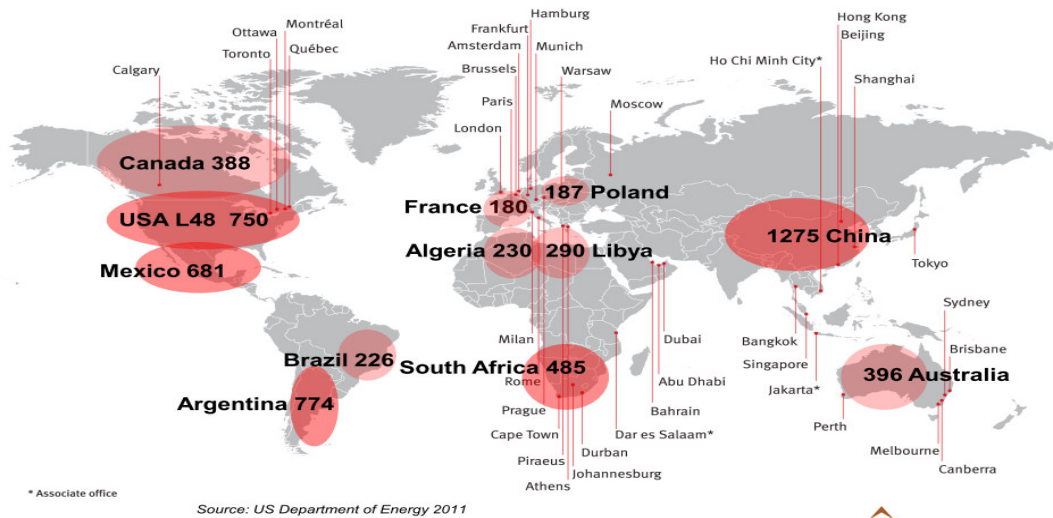 Hamburg
Frankfurt
Hong Kong
Montréal
Ottawa
Amsterdam
Munich
Beijing
Toronto
Québec
Brussels
Warsaw
Ho Chi Minh City*
Calgary
Shanghai
Paris
Moscow
London
Canada 388
187 Poland
France 180
USA L48 750
1275 China
Algeria 230
290 Libya
Mexico 681
Tokyo
Sydney
Milan
Dubai
Bangkok
Brisbane
Brazil 226
South Africa 485
Singapore
396 Australia
Rome
Abu Dhabi
Jakarta*
Argentina 774
Prague
Bahrain
Perth
Cape Town
Dar es Salaam*
Durban
Melbourne
Piraeus
Johannesburg
Canberra
Athens
* Associate office
Source: US Department of Energy 2011